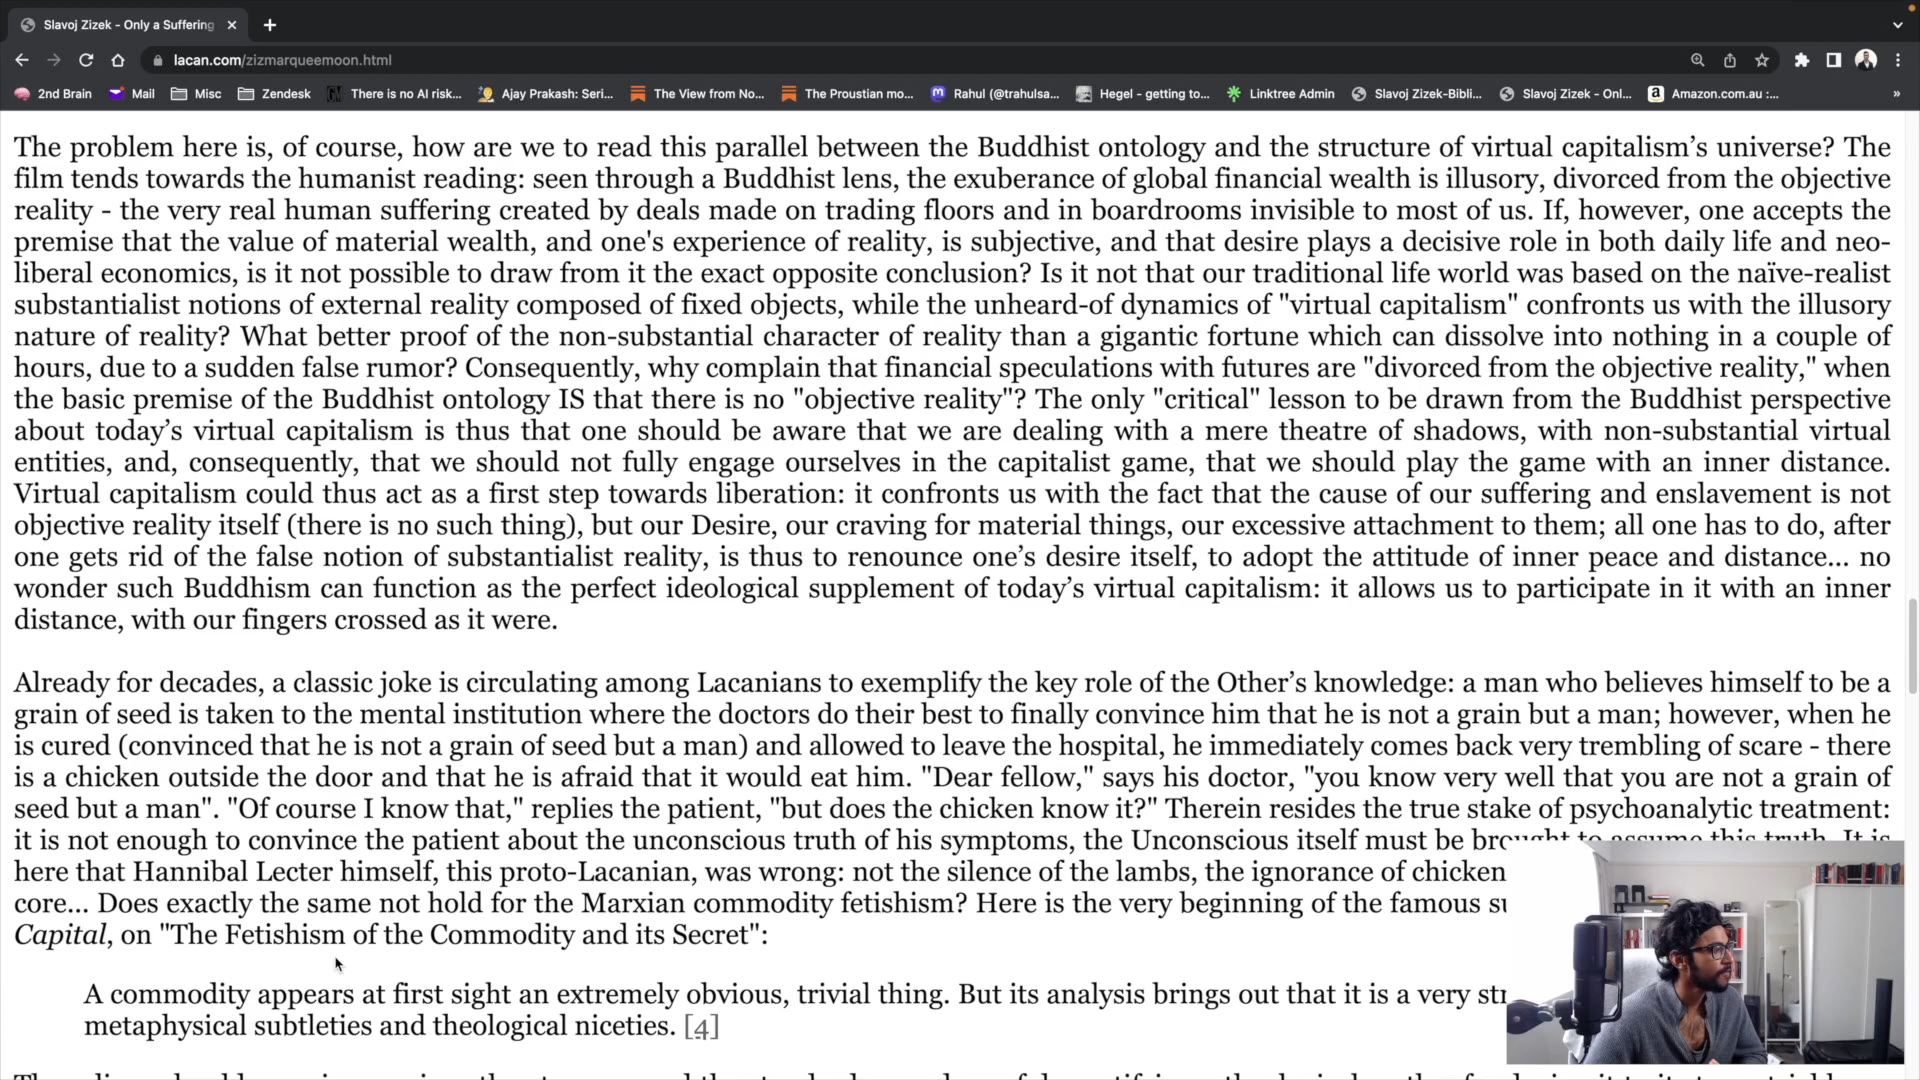 Slavoj Zizek - Only a Suffering
lacan.com/zizmarqueemoon.html
2nd Brain Mail Misc Zendesk There is no AI risk... Ajay Prakash: Seri... The View from No... The Proustian mo... Rahul (@trahulsa... Hegel - getting to... Linktree Admin Slavoj Zizek-Bibli... Slavoj Zizek - Onl... Amazon.com.au :... »
The problem here is, of course, how are we to read this parallel between the Buddhist ontology and the structure of virtual capitalism’s universe? The
film tends towards the humanist reading: seen through a Buddhist lens, the exuberance of global financial wealth is illusory, divorced from the objective
reality - the very real human suffering created by deals made on trading floors and in boardrooms invisible to most of us. If, however, one accepts the
premise that the value of material wealth, and one's experience of reality, is subjective, and that desire plays a decisive role in both daily life and neo-
liberal economics, is it not possible to draw from it the exact opposite conclusion? Is it not that our traditional life world was based on the naïve-realist
substantialist notions of external reality composed of fixed objects, while the unheard-of dynamics of "virtual capitalism" confronts us with the illusory
nature of reality? What better proof of the non-substantial character of reality than a gigantic fortune which can dissolve into nothing in a couple of
hours, due to a sudden false rumor? Consequently, why complain that financial speculations with futures are "divorced from the objective reality," when
the basic premise of the Buddhist ontology IS that there is no "objective reality"? The only "critical" lesson to be drawn from the Buddhist perspective
about today’s virtual capitalism is thus that one should be aware that we are dealing with a mere theatre of shadows, with non-substantial virtual
entities, and, consequently, that we should not fully engage ourselves in the capitalist game, that we should play the game with an inner distance.
Virtual capitalism could thus act as a first step towards liberation: it confronts us with the fact that the cause of our suffering and enslavement is not
objective reality itself (there is no such thing), but our Desire, our craving for material things, our excessive attachment to them; all one has to do, after
one gets rid of the false notion of substantialist reality, is thus to renounce one’s desire itself, to adopt the attitude of inner peace and distance... no
wonder such Buddhism can function as the perfect ideological supplement of today’s virtual capitalism: it allows us to participate in it with an inner
distance, with our fingers crossed as it were.
Already for decades, a classic joke is circulating among Lacanians to exemplify the key role of the Other’s knowledge: a man who believes himself to be a
grain of seed is taken to the mental institution where the doctors do their best to finally convince him that he is not a grain but a man; however, when he
is cured (convinced that he is not a grain of seed but a man) and allowed to leave the hospital, he immediately comes back very trembling of scare - there
is a chicken outside the door and that he is afraid that it would eat him. "Dear fellow," says his doctor, "you know very well that you are not a grain of
seed but a man". "Of course I know that," replies the patient, "but does the chicken know it?" Therein resides the true stake of psychoanalytic treatment:
it is not enough to convince the patient about the unconscious truth of his symptoms, the Unconscious itself must be brought to assume this truth. It is
here that Hannibal Lecter himself, this proto-Lacanian, was wrong: not the silence of the lambs, the ignorance of chicken
core... Does exactly the same not hold for the Marxian commodity fetishism? Here is the very beginning of the famous su
Capital, on "The Fetishism of the Commodity and its Secret":
A commodity appears at first sight an extremely obvious, trivial thing. But its analysis brings out that it is a very str
metaphysical subtleties and theological niceties. [4]